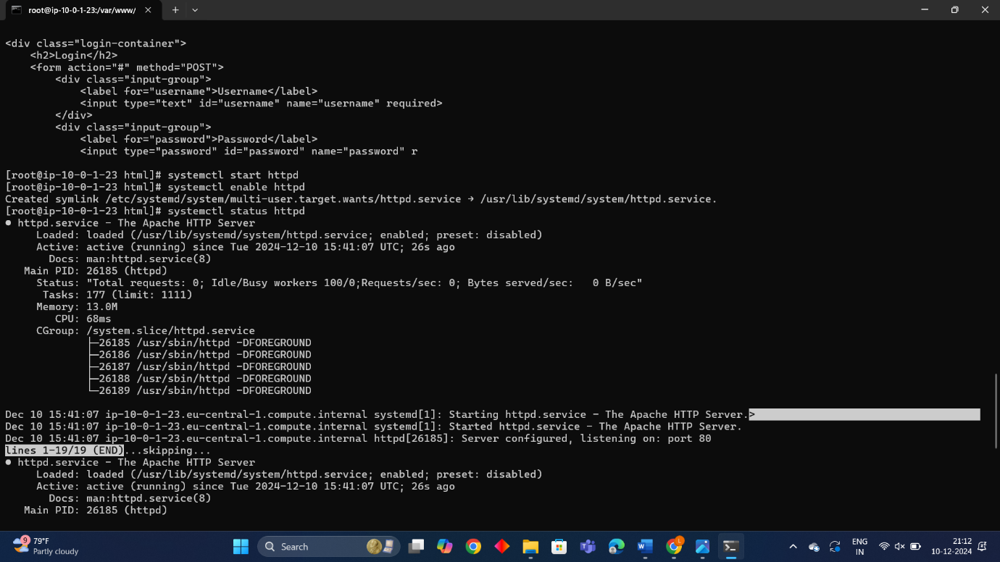 root@ip-10-0-1-23:/var/www/
<div class="login-container">
    <h2>Login</h2>
    <form action="#" method="POST">
        <div class="input-group">
            <label for="username">Username</label>
            <input type="text" id="username" name="username" required>
        </div>
        <div class="input-group">
            <label for="password">Password</label>
            <input type="password" id="password" name="password" r
[root@ip-10-0-1-23 html]# systemctl start httpd
[root@ip-10-0-1-23 html]# systemctl enable httpd
Created symlink /etc/systemd/system/multi-user.target.wants/httpd.service → /usr/lib/systemd/system/httpd.service.
[root@ip-10-0-1-23 html]# systemctl status httpd
● httpd.service - The Apache HTTP Server
     Loaded: loaded (/usr/lib/systemd/system/httpd.service; enabled; preset: disabled)
     Active: active (running) since Tue 2024-12-10 15:41:07 UTC; 26s ago
       Docs: man:httpd.service(8)
   Main PID: 26185 (httpd)
     Status: "Total requests: 0; Idle/Busy workers 100/0;Requests/sec: 0; Bytes served/sec:   0 B/sec"
      Tasks: 177 (limit: 1111)
     Memory: 13.0M
        CPU: 68ms
     CGroup: /system.slice/httpd.service
             ├─26185 /usr/sbin/httpd -DFOREGROUND
             ├─26186 /usr/sbin/httpd -DFOREGROUND
             ├─26187 /usr/sbin/httpd -DFOREGROUND
             ├─26188 /usr/sbin/httpd -DFOREGROUND
             └─26189 /usr/sbin/httpd -DFOREGROUND
Dec 10 15:41:07 ip-10-0-1-23.eu-central-1.compute.internal systemd[1]: Starting httpd.service - The Apache HTTP Server.>
Dec 10 15:41:07 ip-10-0-1-23.eu-central-1.compute.internal systemd[1]: Started httpd.service - The Apache HTTP Server.
Dec 10 15:41:07 ip-10-0-1-23.eu-central-1.compute.internal httpd[26185]: Server configured, listening on: port 80
lines 1-19/19 (END)...skipping...
● httpd.service - The Apache HTTP Server
     Loaded: loaded (/usr/lib/systemd/system/httpd.service; enabled; preset: disabled)
     Active: active (running) since Tue 2024-12-10 15:41:07 UTC; 26s ago
       Docs: man:httpd.service(8)
   Main PID: 26185 (httpd)
9
79°F
Partly cloudy
Search
ENG
IN
21:12
10-12-2024